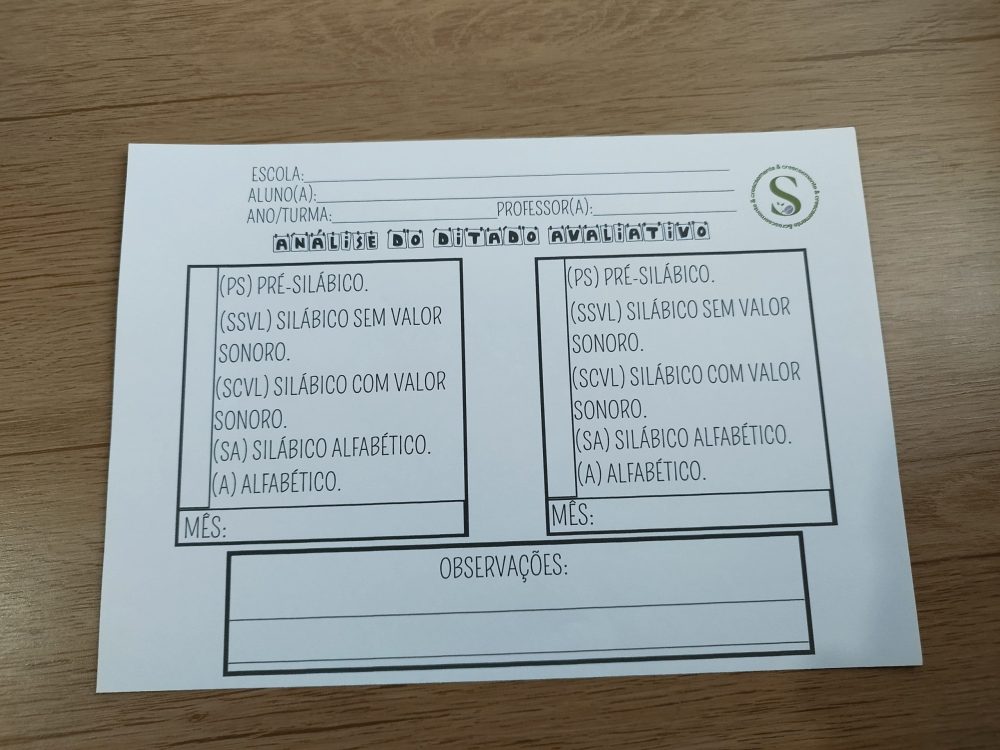 ESCOLA:
ALUNO(A):
ANO/TURMA: PROFESSOR(A):
ANÁLISE DO DITADO AVALIATIVO
(PS) PRÉ-SILÁBICO.
(SSVL) SILÁBICO SEM VALOR
SONORO.
(SCVL) SILÁBICO COM VALOR
SONORO.
(SA) SILÁBICO ALFABÉTICO.
(A) ALFABÉTICO.
MÊS:
(PS) PRÉ-SILÁBICO.
(SSVL) SILÁBICO SEM VALOR
SONORO.
(SCVL) SILÁBICO COM VALOR
SONORO.
(SA) SILÁBICO ALFABÉTICO.
(A) ALFABÉTICO.
MÊS:
OBSERVAÇÕES:
S